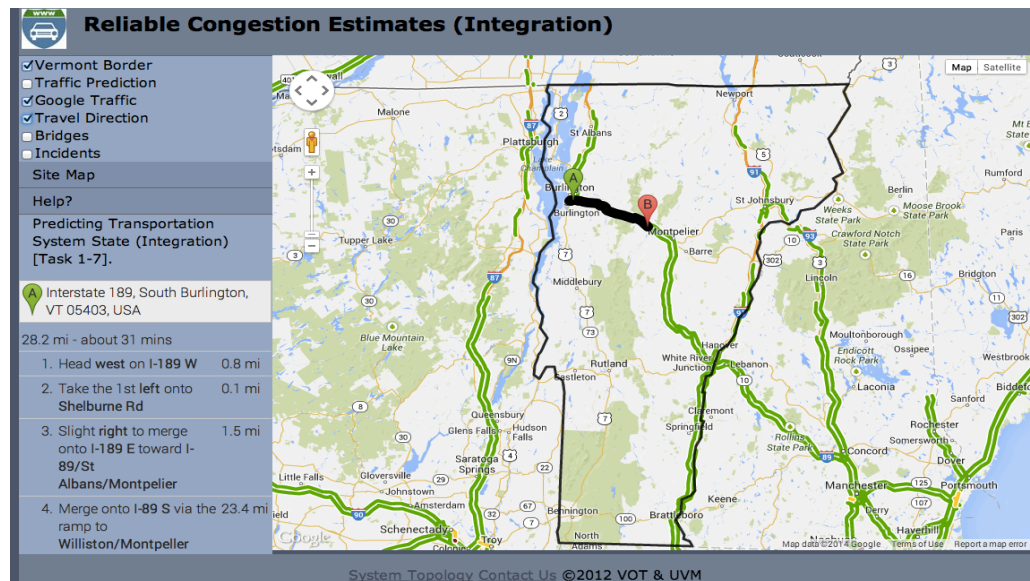 www
Reliable Congestion Estimates (Integration)
Vermont Border
Traffic Prediction
Google Traffic
Travel Direction
Bridges
Incidents
Site Map
Help?
Predicting Transportation
System State (Integration)
[Task 1-7].
A
Interstate 189, South Burlington,
VT 05403, USA
28.2 mi - about 31 mins
1. Head west on I-189 W 0.8 mi
2. Take the 1st left onto 0.1 mi
Shelburne Rd
3. Slight right to merge 1.5 mi
onto I-189 E toward I-
89/St
Albans/Montpelier
4. Merge onto I-89 S via the 23.4 mi
ramp to
Williston/Montpelier
Map Satellite
Malone
Newport
Plattsburgh
St Albans
Lake
Champlain
A
Burlington
B
Burlington
Montpelier
Barre
St Johnsbury
Berlin
Rumford
Weeks
State Park
Moose Brook
State Park
Crawford Notch
State Park
Paris
Tupper Lake
Middlebury
Lincoln
Bridgton
Blue Mountain
Lake
Moultonborough
Endicott
Rock Park
Ossipee
Westbrook
Hanover
White River
Junction
Lebanon
Rutland
Castleton
Laconia
Sanford
Queensbury
Glens Falls
Hudson
Falls
Claremont
Springfield
Rollins
State Park
Rochester
Somersworth
Dover
Concord
Saratoga
Springs
Little Falls
Gloversville
Johnstown
Amsterdam
Manchester
Portsmouth
Derry
Keene
Bennington
Brattleboro
Haverhill
Schenectady
Troy
North
Adams
Google
Map data ©2014 Google Terms of Use Report a map error
System Topology Contact Us ©2012 VOT & UVM